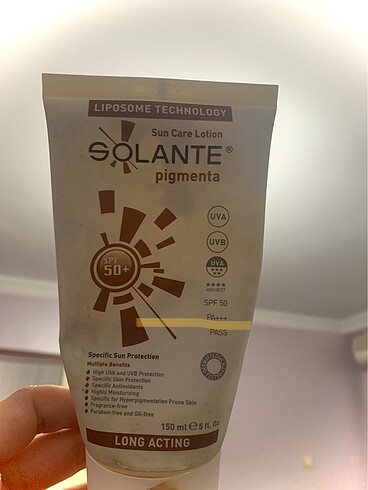 LIPOSOME TECHNOLOGY
Sun Care Lotion
SOLANTE®
pigmenta
UVA
UVB
UVA
HIGHEST
SPF
50+
SPF 50
PA+++
PASS
Specific Sun Protection
Multiple Benefits
High UVA and UVB Protection
Specific Skin Protection
Specific Antioxidants
Highly Moisturizing
Specific for Hyperpigmentation Prone Skin
Fragrance-free
Paraben-free and Oil-free
150 ml e 5 fl. Oz
LONG ACTING